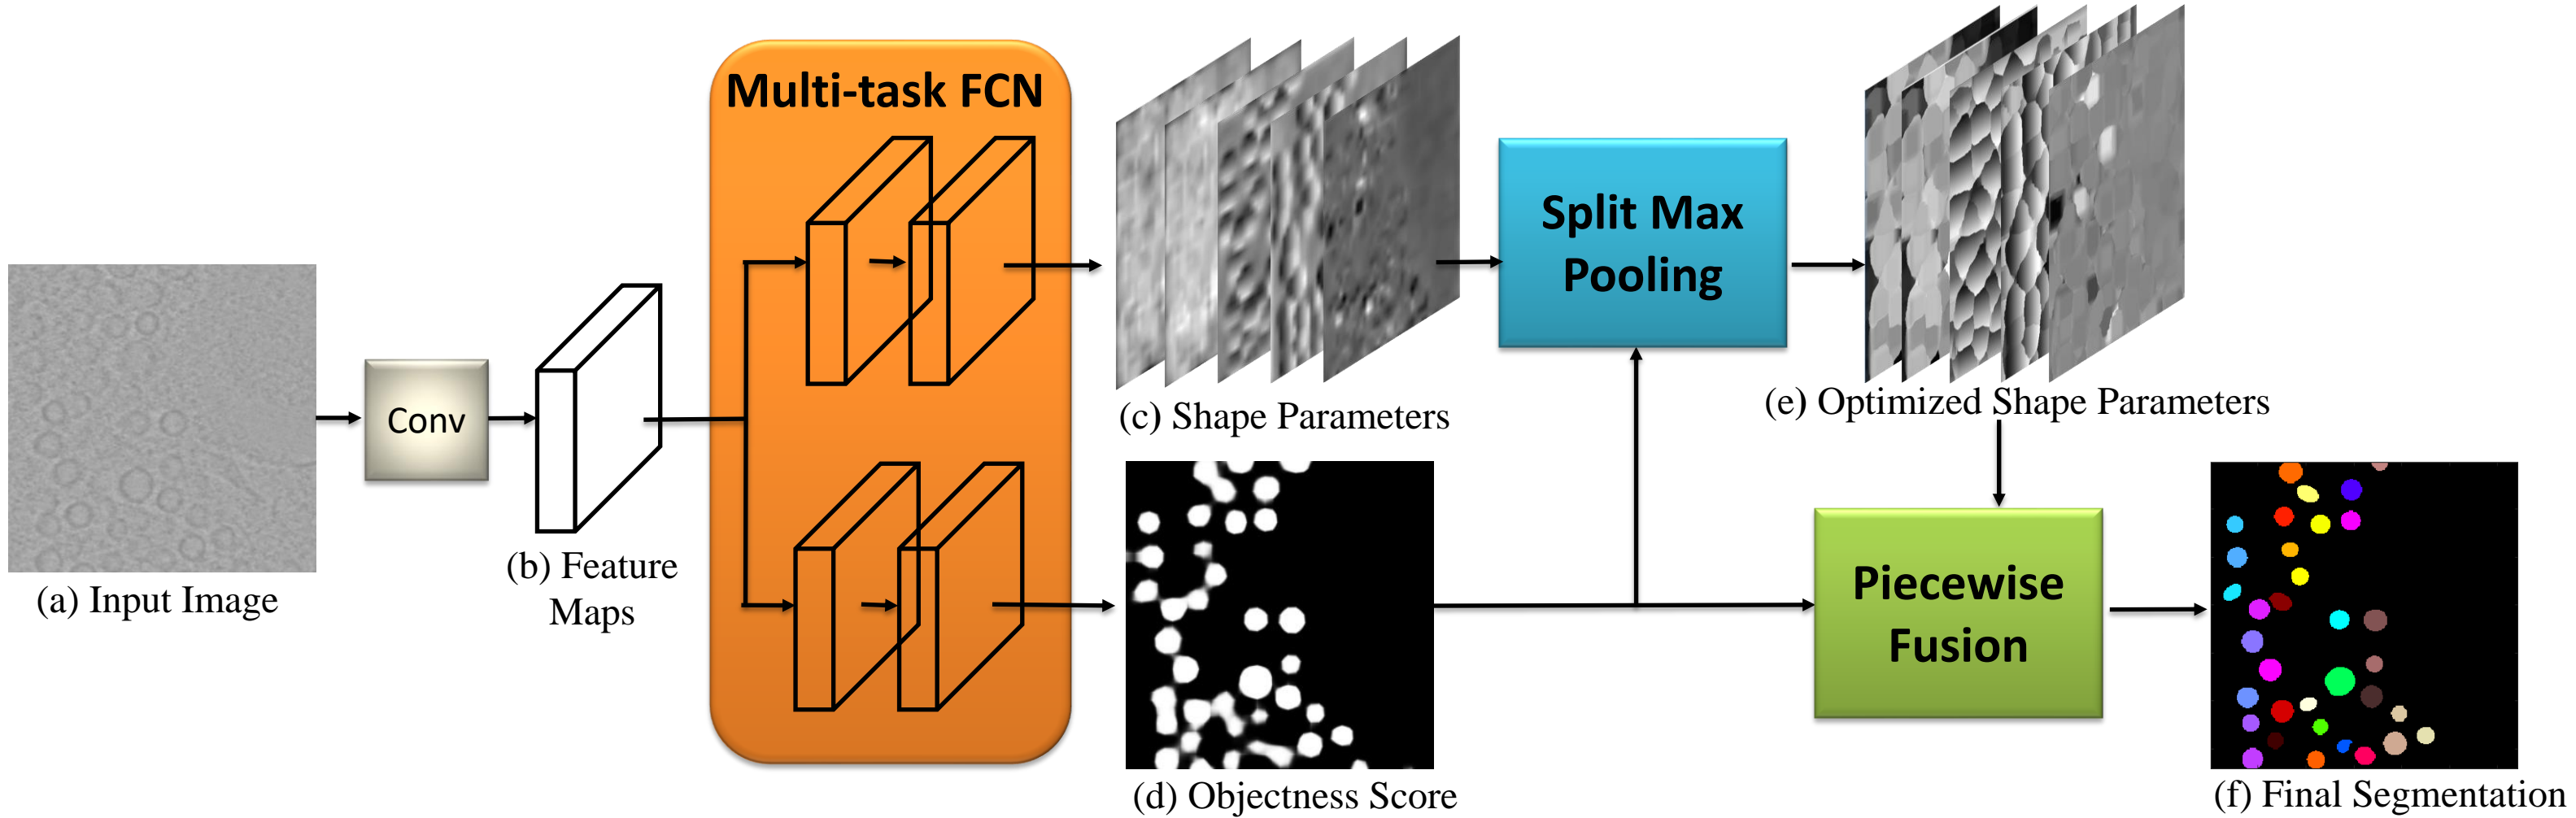 Multi-task FCN
Conv
Split Max
Pooling
Piecewise
Fusion
(a) Input Image
(b) Feature
Maps
(c) Shape Parameters
(d) Objectness Score
(e) Optimized Shape Parameters
(f) Final Segmentation